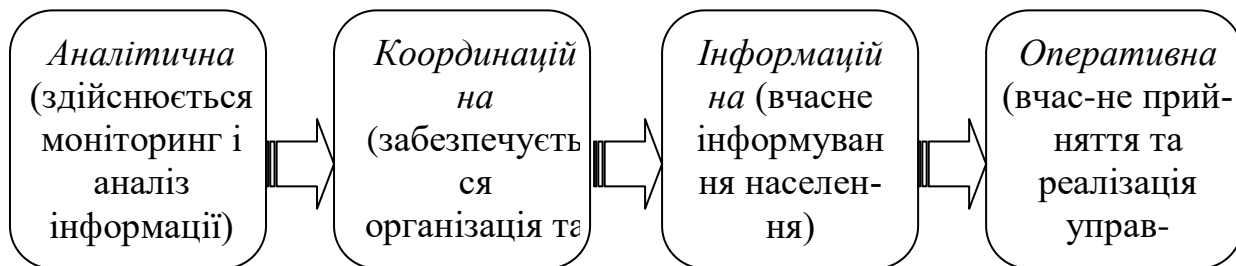 Аналітична
(здійснюється
моніторинг і
аналіз
інформації)
Координацій
на
(забезпечуєть
ся
організація та
Інформацій
на (вчасне
інформуван
ня населен-
ня)
Оперативна
(вчас-не прий-
няття та
реалізація
управ-